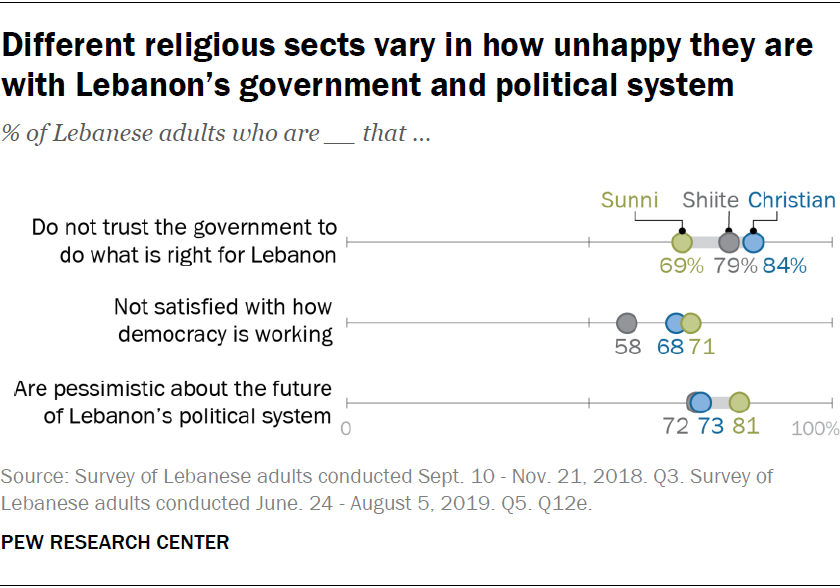 Different religious sects vary in how unhappy they are
with Lebanon’s government and political system
% of Lebanese adults who are __ that ...
Sunni Shiite Christian
Do not trust the government to
do what is right for Lebanon
69% 79% 84%
Not satisfied with how
democracy is working
58 68 71
Are pessimistic about the future
of Lebanon’s political system
72 73 81
0 100%
Source: Survey of Lebanese adults conducted Sept. 10 - Nov. 21, 2018. Q3. Survey of
Lebanese adults conducted June. 24 - August 5, 2019. Q5. Q12e.
PEW RESEARCH CENTER